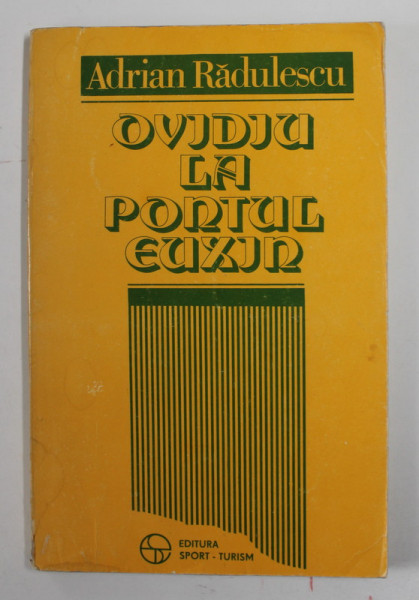 Adrian Rădulescu
OVIDIU
LA
PONTUL
EUXIN
EDITURA
SPORT - TURISM